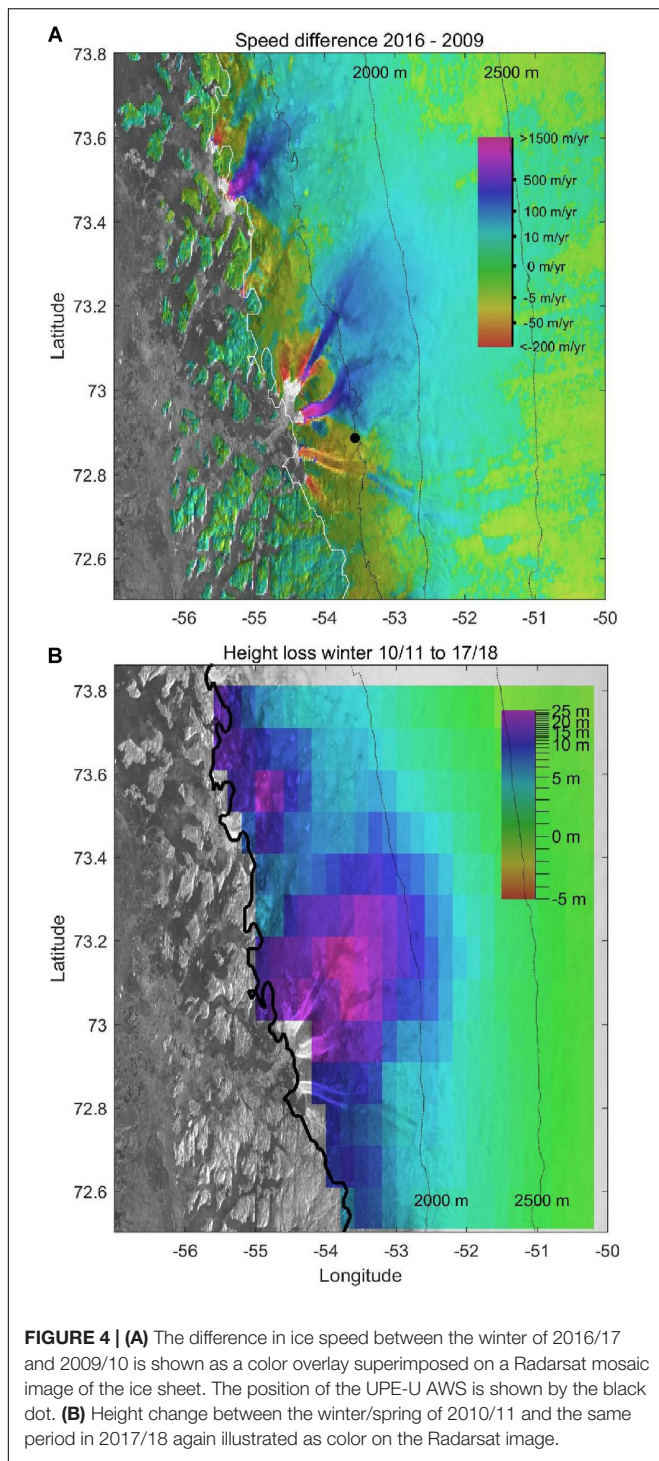 A
Speed difference 2016 - 2009
73.8
2000 m
2500 m
73.6
>1500 m/yr
500 m/yr
73.4
100 m/yr
10 m/yr
0 m/yr
Latitude
73.2
-5 m/yr
-50 m/yr
<-200 m/yr
73
72.8
72.6
-56
-55
-54
-53
-52
-51
-50
B
Height loss winter 10/11 to 17/18
73.8
25 m
20 m
15 m
10 m
73.6
5 m
73.4
0 m
-5 m
Latitude
73.2
73
72.8
72.6
2000 m
2500 m
-56
-55
-54
-53
-52
-51
-50
Longitude
FIGURE 4 | (A) The difference in ice speed between the winter of 2016/17
and 2009/10 is shown as a color overlay superimposed on a Radarsat mosaic
image of the ice sheet. The position of the UPE-U AWS is shown by the black
dot. (B) Height change between the winter/spring of 2010/11 and the same
period in 2017/18 again illustrated as color on the Radarsat image.